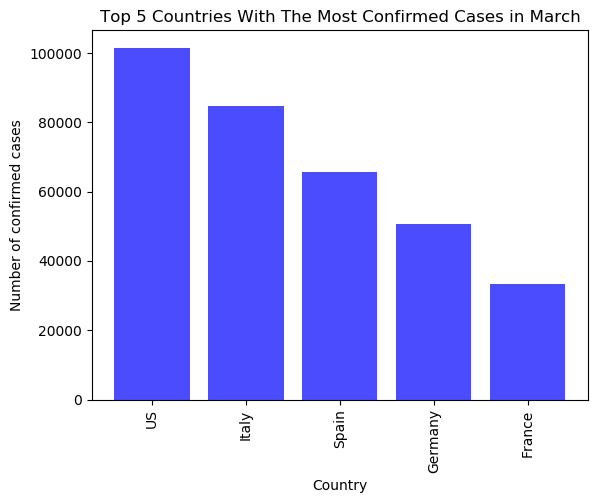 Top 5 Countries With The Most Confirmed Cases in March
Number of confirmed cases
100000
80000
60000
40000
20000
0
US
Italy
Spain
Germany
France
Country